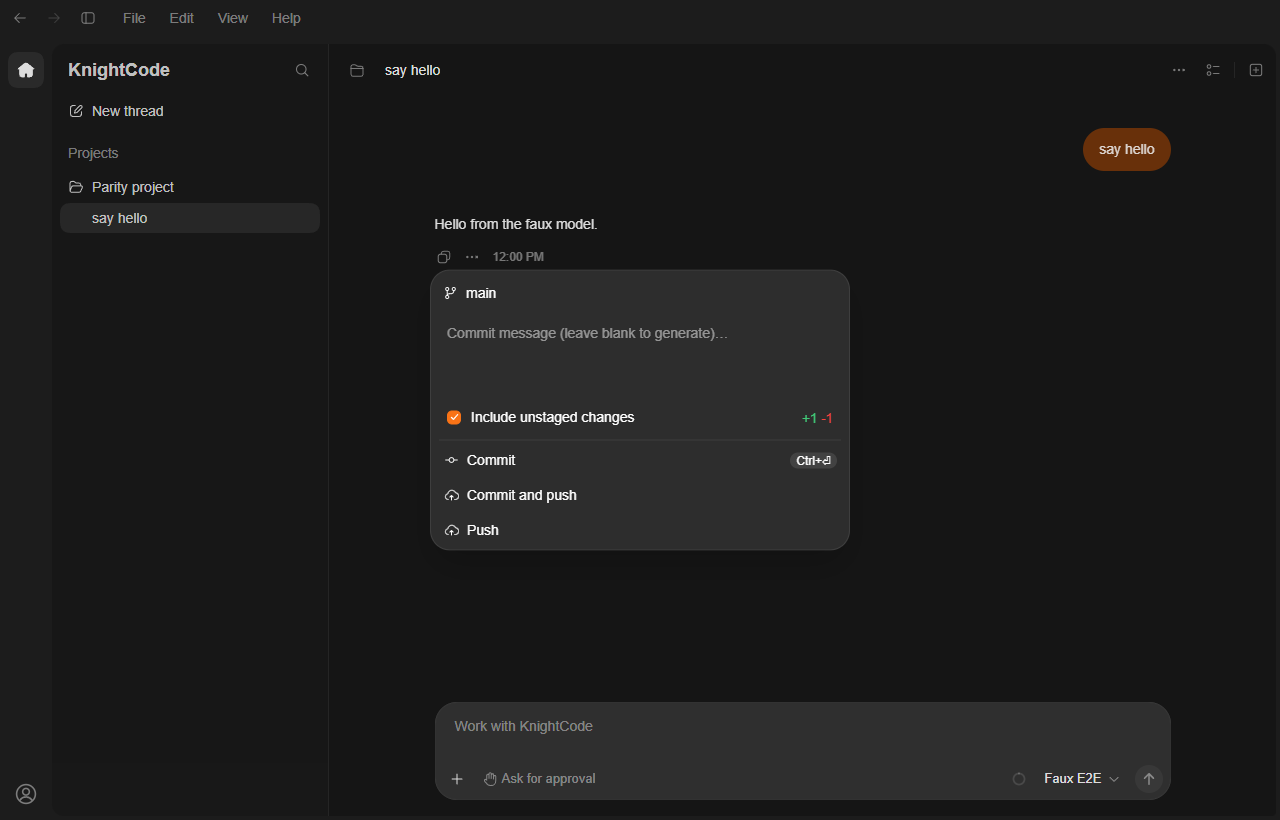 File Edit View Help
KnightCode
New thread
Projects
Parity project
say hello
say hello
say hello
Hello from the faux model.
12:00 PM
main
Commit message (leave blank to generate)…
Include unstaged changes +1 -1
Commit Ctrl+⏎
Commit and push
Push
Work with KnightCode
Ask for approval Faux E2E